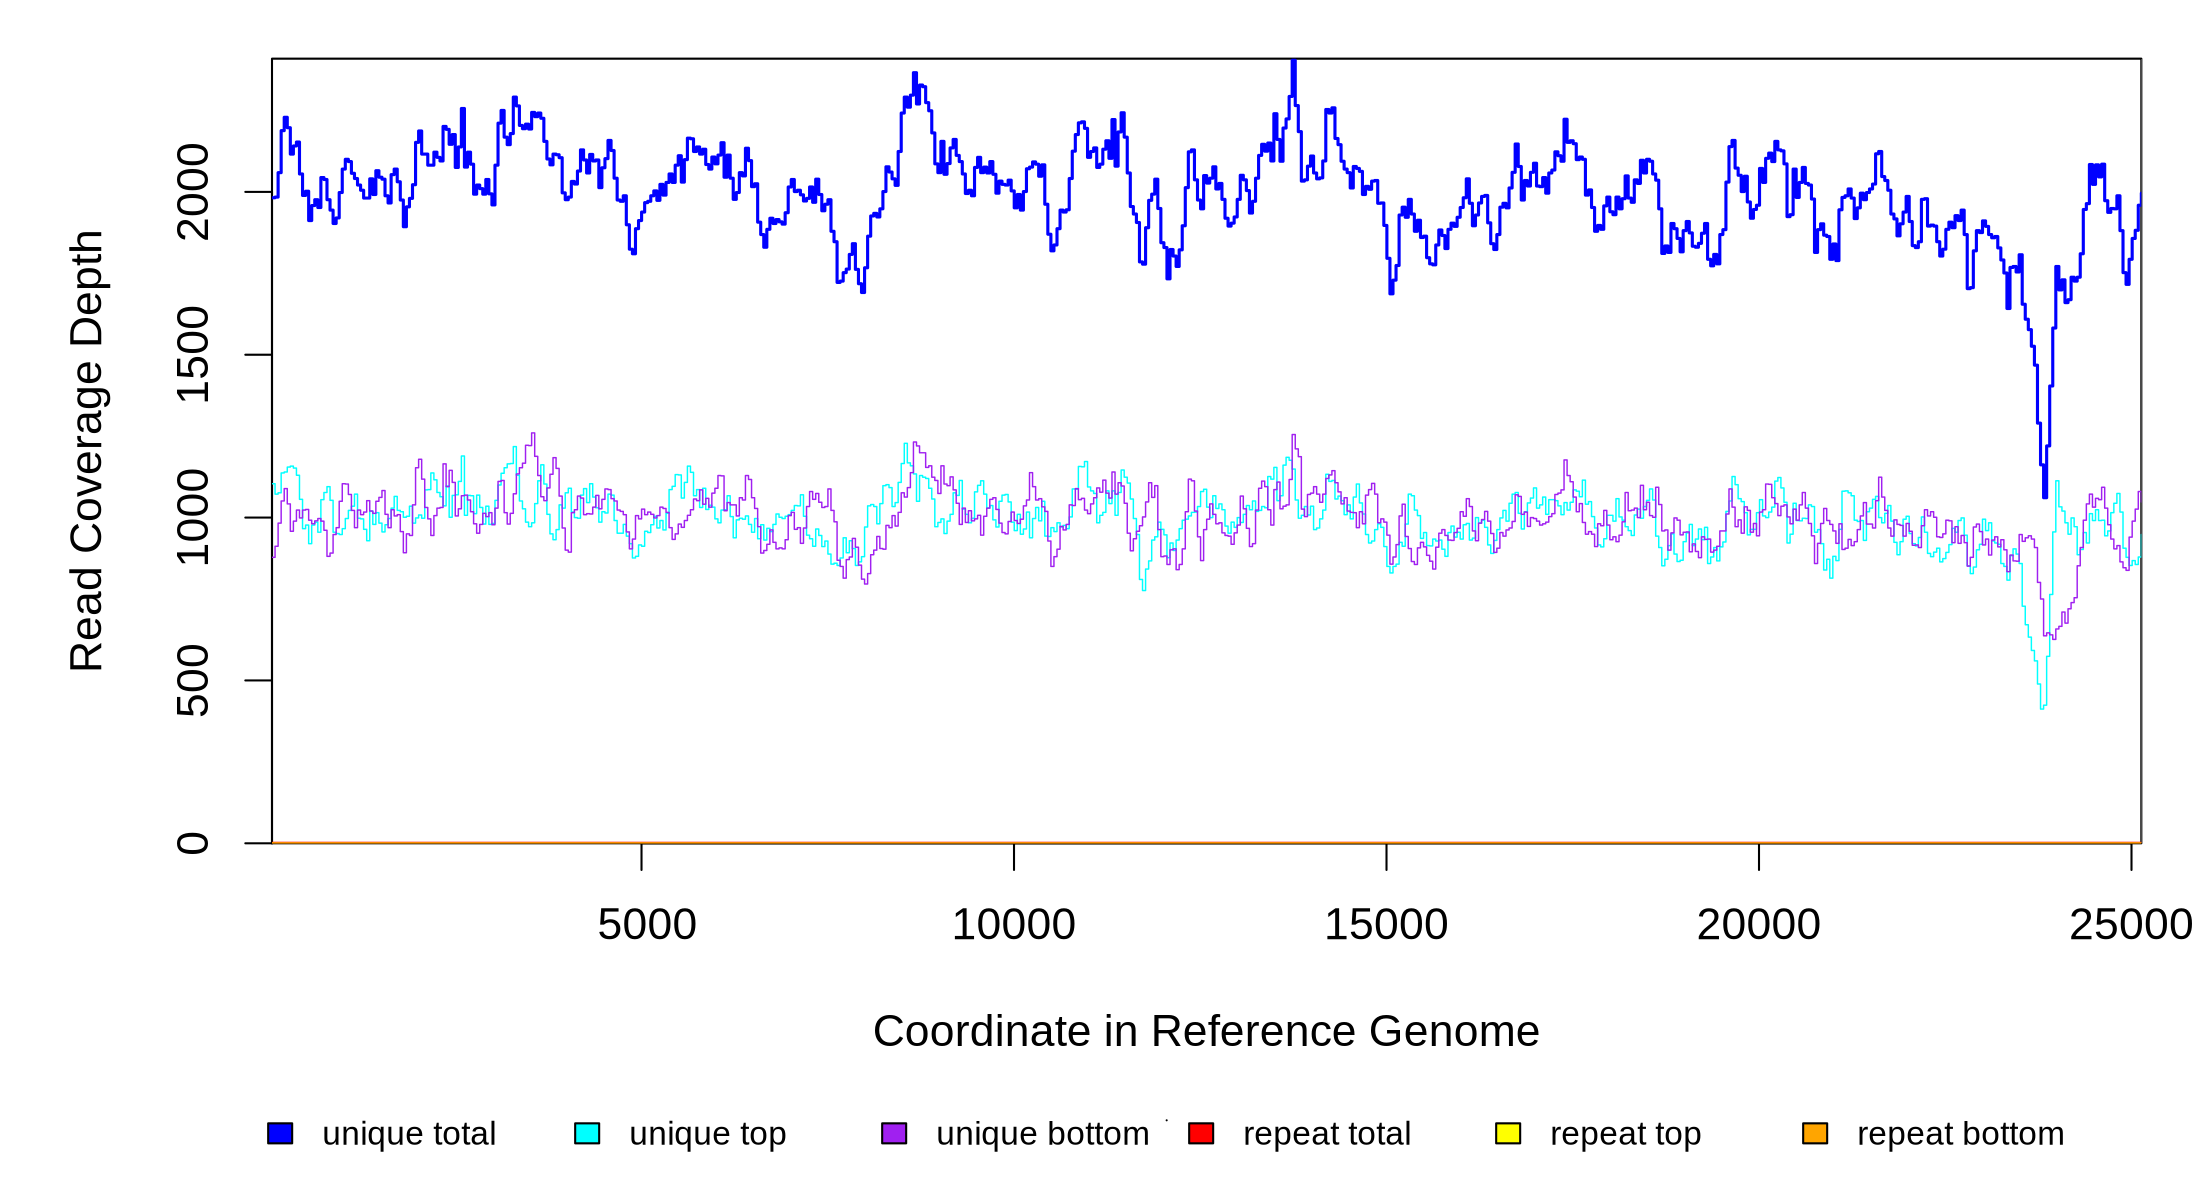 Read Coverage Depth
2000
1500
1000
500
0
5000 10000 15000 20000 25000
Coordinate in Reference Genome
unique total unique top unique bottom repeat total repeat top repeat bottom